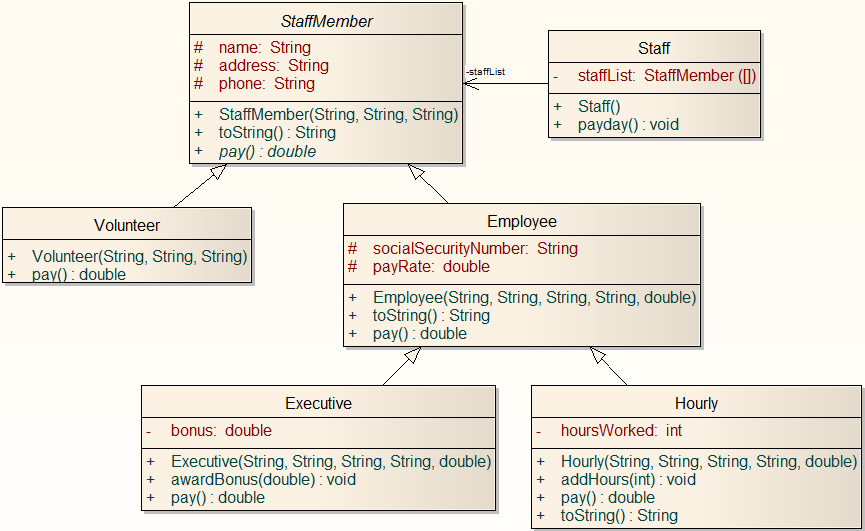 StaffMember
# name: String
# address: String
# phone: String
+ StaffMember(String, String, String)
+ toString() : String
+ pay() : double
-staffList
Staff
- staffList: StaffMember ([])
+ Staff()
+ payday() : void
Volunteer
+ Volunteer(String, String, String)
+ pay() : double
Employee
# socialSecurityNumber: String
# payRate: double
+ Employee(String, String, String, String, double)
+ toString() : String
+ pay() : double
Executive
- bonus: double
+ Executive(String, String, String, String, double)
+ awardBonus(double) : void
+ pay() : double
Hourly
- hoursWorked: int
+ Hourly(String, String, String, String, double)
+ addHours(int) : void
+ pay() : double
+ toString() : String